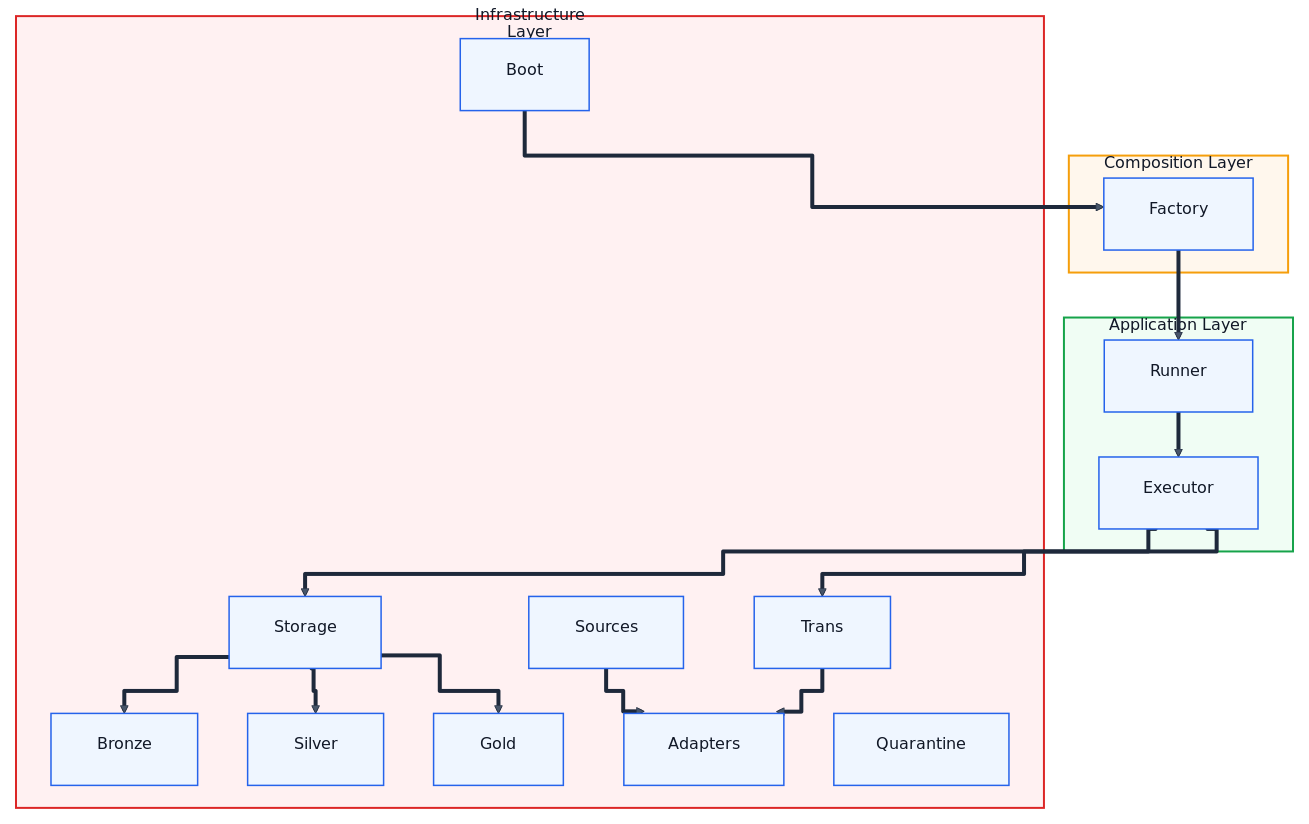 Infrastructure
Layer
Boot
Composition Layer
Factory
Application Layer
Runner
Executor
Storage
Sources
Trans
Bronze
Silver
Gold
Adapters
Quarantine